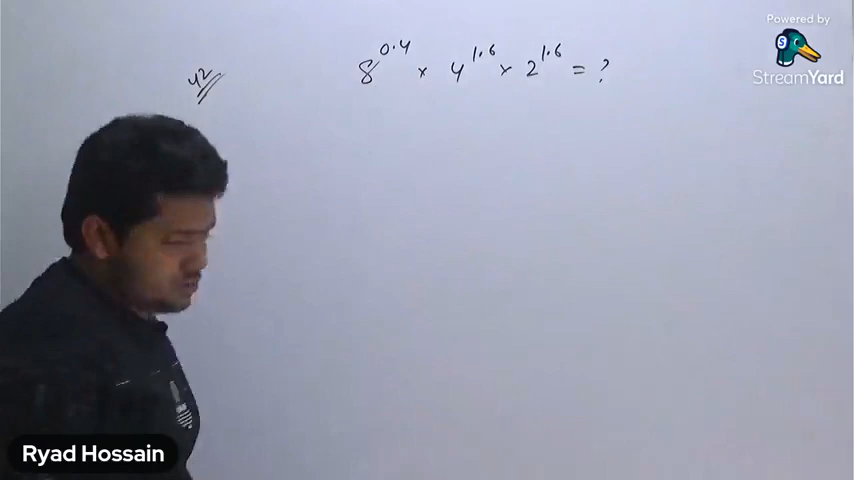 Powered by
StreamYard
42
8^0.4 × 4^1.6 × 2^1.6 = ?
Ryad Hossain